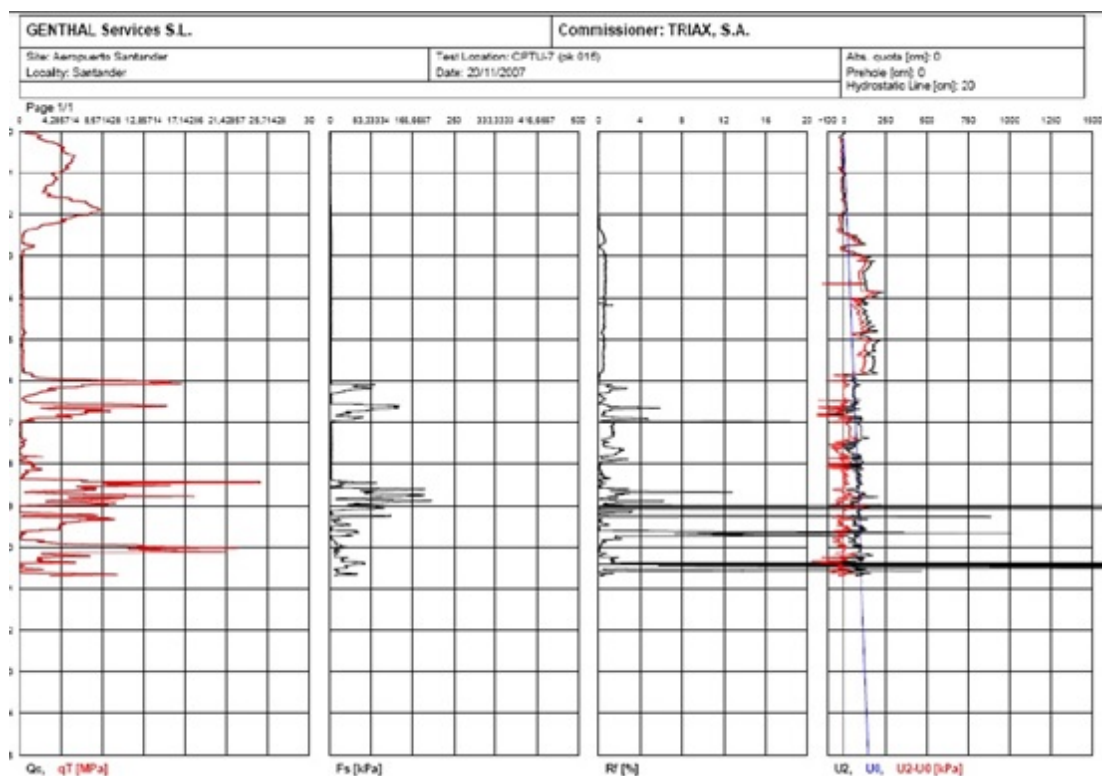 GENTHAL Services S.L. Commissioner: TRIAX, S.A.
Site: Aeropuerto Santander Test Location: CPTU-7 (pk 015) Abs. quota [cm]: 0
Locality: Santander Date: 20/11/2007 Prehole [cm]: 0
Hydrostatic Line [cm]: 20
Page 1/1
0 4,285714 8,571428 12,85714 17,14286 21,42857 25,71428 30 0 83,33334 166,6667 250 333,3333 416,6667 500 0 4 8 12 16 20 -100 0 250 500 750 1000 1250 1500
Qc, qT [MPa] Fs [kPa] Rf [%] U2, U0, U2-U0 [kPa]